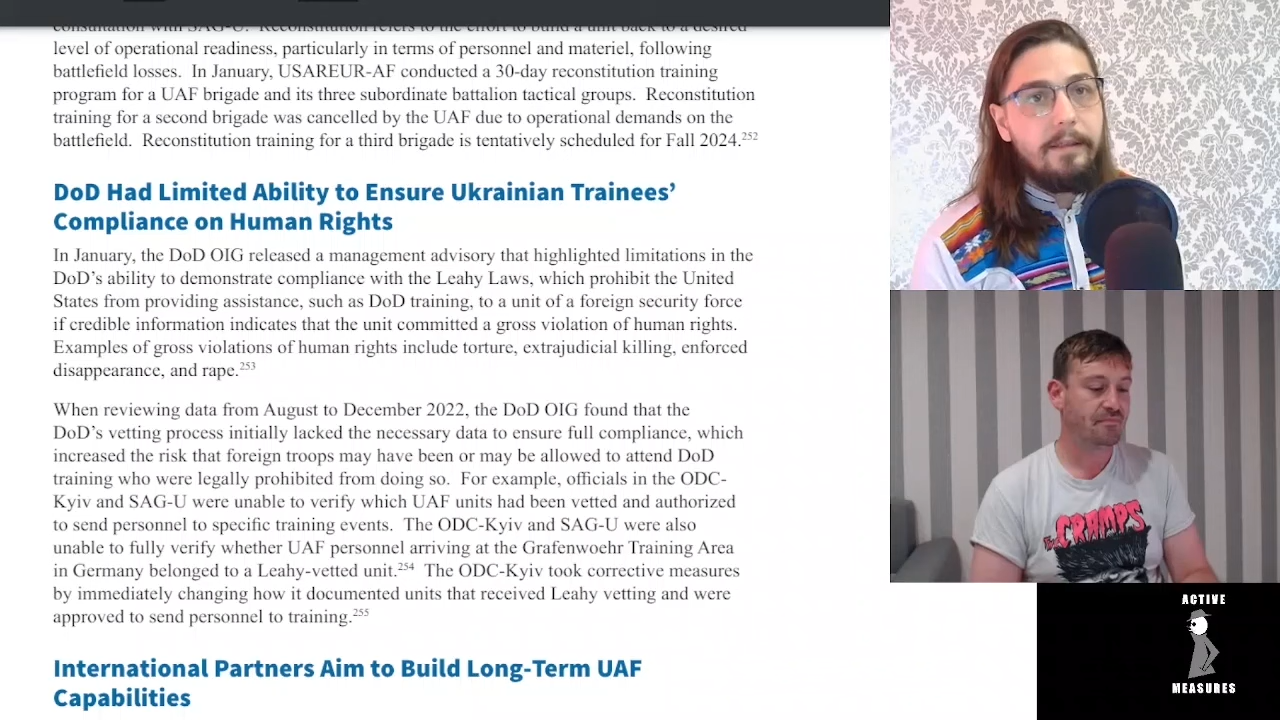 consultation with SAG-U. Reconstitution refers to the effort to build a unit back to a desired
level of operational readiness, particularly in terms of personnel and materiel, following
battlefield losses. In January, USAREUR-AF conducted a 30-day reconstitution training
program for a UAF brigade and its three subordinate battalion tactical groups. Reconstitution
training for a second brigade was cancelled by the UAF due to operational demands on the
battlefield. Reconstitution training for a third brigade is tentatively scheduled for Fall 2024.252
DoD Had Limited Ability to Ensure Ukrainian Trainees’
Compliance on Human Rights
In January, the DoD OIG released a management advisory that highlighted limitations in the
DoD’s ability to demonstrate compliance with the Leahy Laws, which prohibit the United
States from providing assistance, such as DoD training, to a unit of a foreign security force
if credible information indicates that the unit committed a gross violation of human rights.
Examples of gross violations of human rights include torture, extrajudicial killing, enforced
disappearance, and rape.253
When reviewing data from August to December 2022, the DoD OIG found that the
DoD’s vetting process initially lacked the necessary data to ensure full compliance, which
increased the risk that foreign troops may have been or may be allowed to attend DoD
training who were legally prohibited from doing so. For example, officials in the ODC-
Kyiv and SAG-U were unable to verify which UAF units had been vetted and authorized
to send personnel to specific training events. The ODC-Kyiv and SAG-U were also
unable to fully verify whether UAF personnel arriving at the Grafenwoehr Training Area
in Germany belonged to a Leahy-vetted unit.254 The ODC-Kyiv took corrective measures
by immediately changing how it documented units that received Leahy vetting and were
approved to send personnel to training.255
International Partners Aim to Build Long-Term UAF
Capabilities
THE CRAMPS
ACTIVE
MEASURES